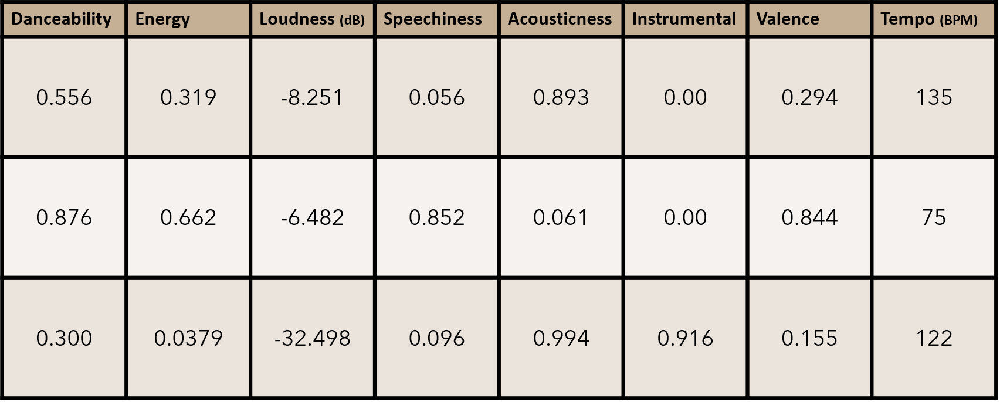 Danceability Energy Loudness (dB) Speechiness Acousticness Instrumental Valence Tempo (BPM)
0.556 0.319 -8.251 0.056 0.893 0.00 0.294 135
0.876 0.662 -6.482 0.852 0.061 0.00 0.844 75
0.300 0.0379 -32.498 0.096 0.994 0.916 0.155 122